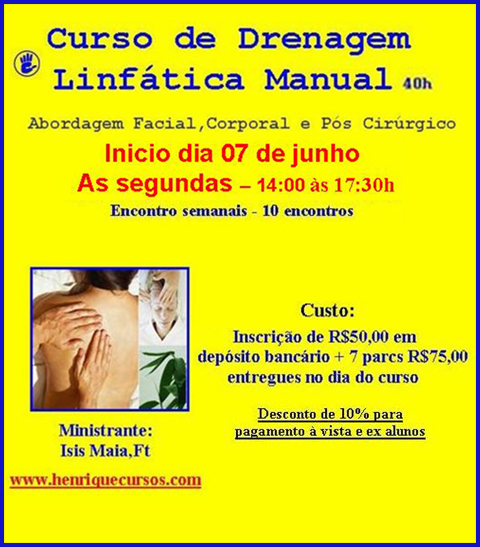 Curso de Drenagem
Linfática Manual 40h
Abordagem Facial,Corporal e Pós Cirúrgico
Inicio dia 07 de junho
As segundas – 14:00 às 17:30h
Encontro semanais - 10 encontros
Custo:
Inscrição de R$50,00 em
depósito bancário + 7 parcs R$75,00
entregues no dia do curso
Desconto de 10% para
pagamento à vista e ex alunos
Ministrante:
Isis Maia,Ft
www.henriquecursos.com